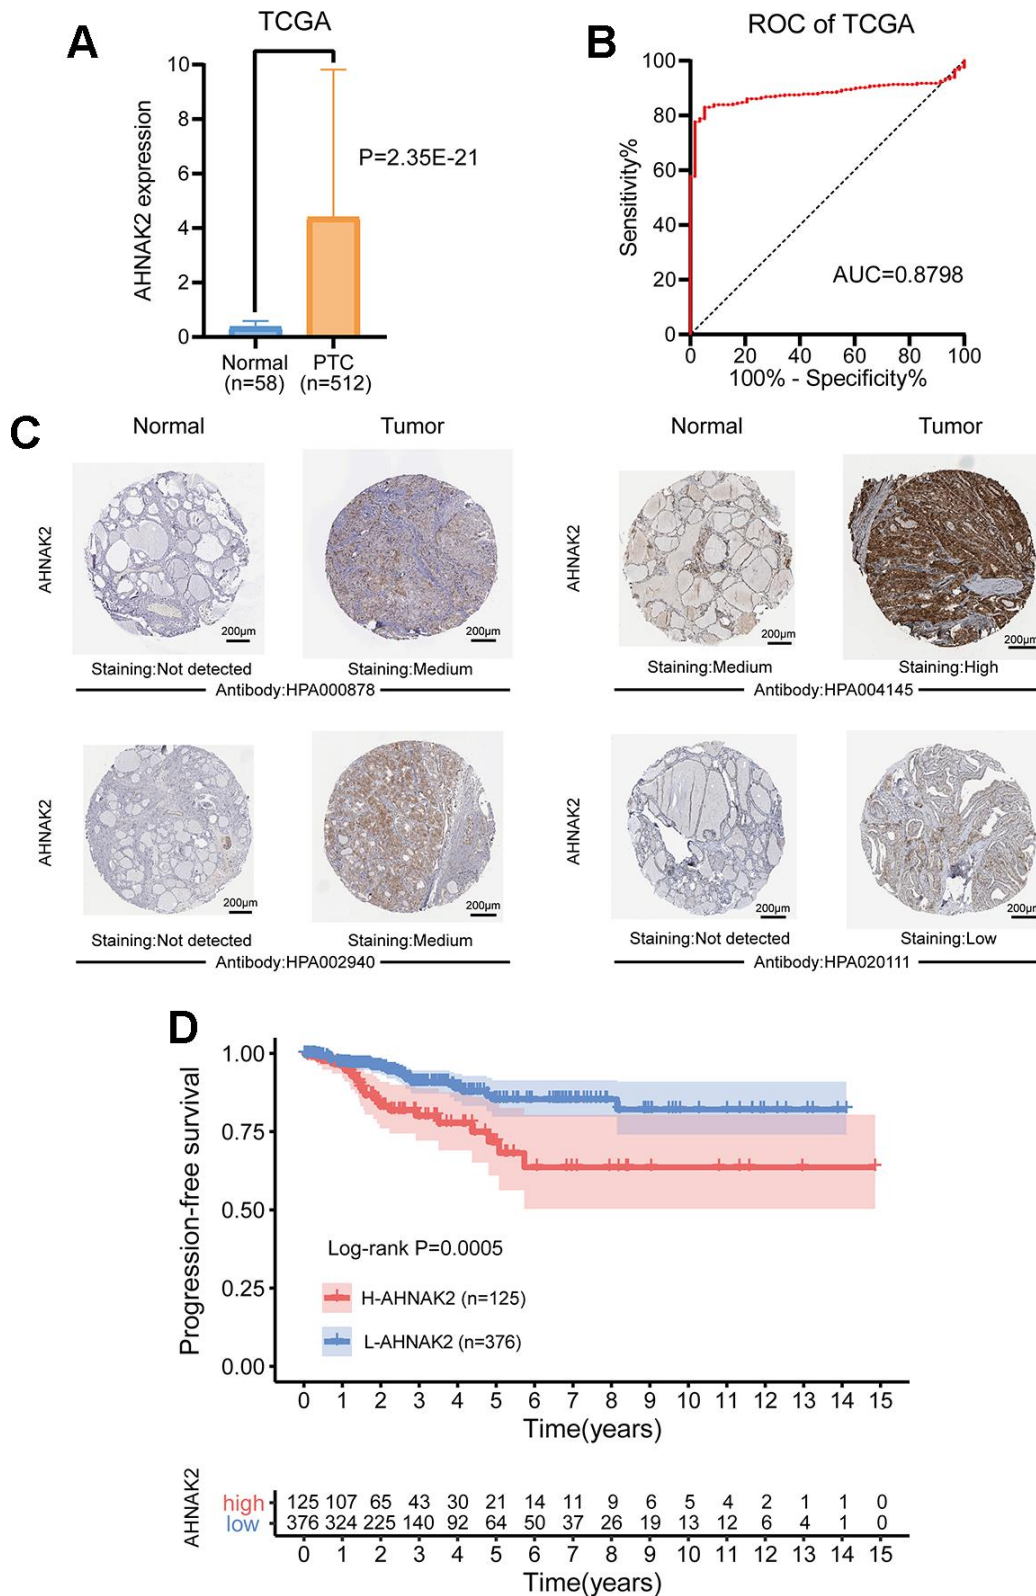 A
TCGA
AHNAK2 expression
10
8
6
4
2
0
P=2.35E-21
Normal
(n=58)
PTC
(n=512)
B
ROC of TCGA
Sensitivity%
100
80
60
40
20
0
AUC=0.8798
0 20 40 60 80 100
100% - Specificity%
C
Normal
Tumor
Normal
Tumor
AHNAK2
200μm
200μm
Staining:Not detected
Staining:Medium
Antibody:HPA000878
AHNAK2
200μm
200μm
Staining:Medium
Staining:High
Antibody:HPA004145
AHNAK2
200μm
200μm
Staining:Not detected
Staining:Medium
Antibody:HPA002940
AHNAK2
200μm
200μm
Staining:Not detected
Staining:Low
Antibody:HPA020111
D
Progression-free survival
1.00
0.75
0.50
0.25
0.00
Log-rank P=0.0005
H-AHNAK2 (n=125)
L-AHNAK2 (n=376)
0 1 2 3 4 5 6 7 8 9 10 11 12 13 14 15
Time(years)
AHNAK2
high 125 107 65 43 30 21 14 11 9 6 5 4 2 1 1 0
low 376 324 225 140 92 64 50 37 26 19 13 12 6 4 1 0
0 1 2 3 4 5 6 7 8 9 10 11 12 13 14 15
Time(years)